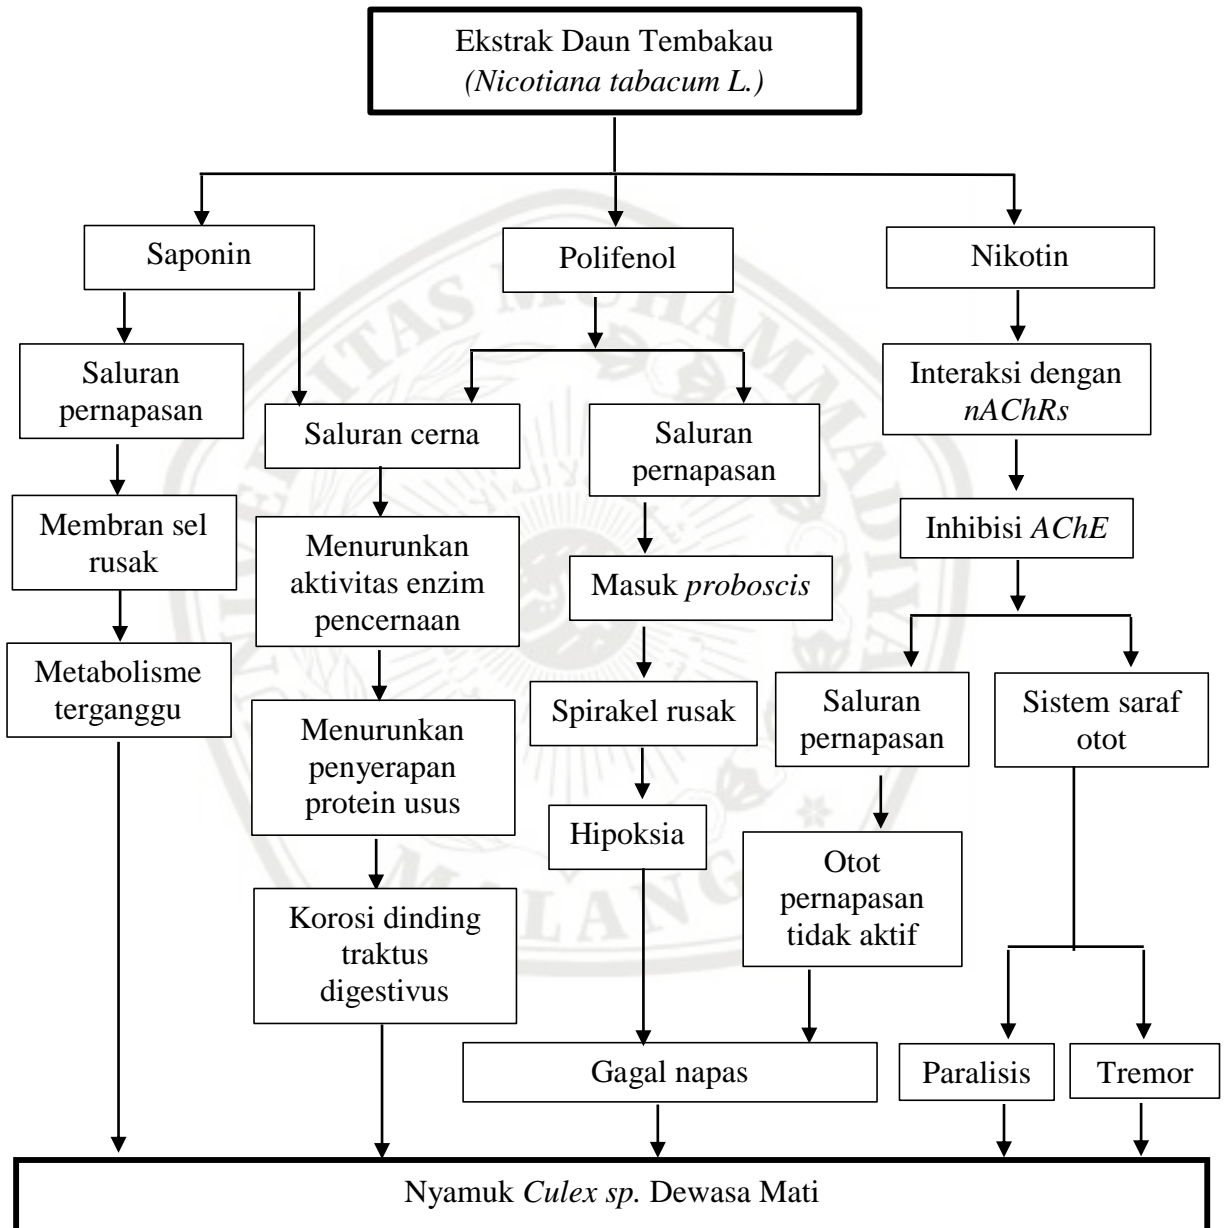 Ekstrak Daun Tembakau
(Nicotiana tabacum L.)
Saponin
Polifenol
Nikotin
Saluran
pernapasan
Saluran cerna
Saluran
pernapasan
Interaksi dengan
nAChRs
Membran sel
rusak
Menurunkan
aktivitas enzim
pencernaan
Masuk proboscis
Inhibisi AChE
Metabolisme
terganggu
Menurunkan
penyerapan
protein usus
Spirakel rusak
Saluran
pernapasan
Sistem saraf
otot
Hipoksia
Otot
pernapasan
tidak aktif
Korosi dinding
traktus
digestivus
Gagal napas
Paralisis
Tremor
Nyamuk Culex sp. Dewasa Mati
UNIVERSITAS MUHAMMADIYAH
MALANG